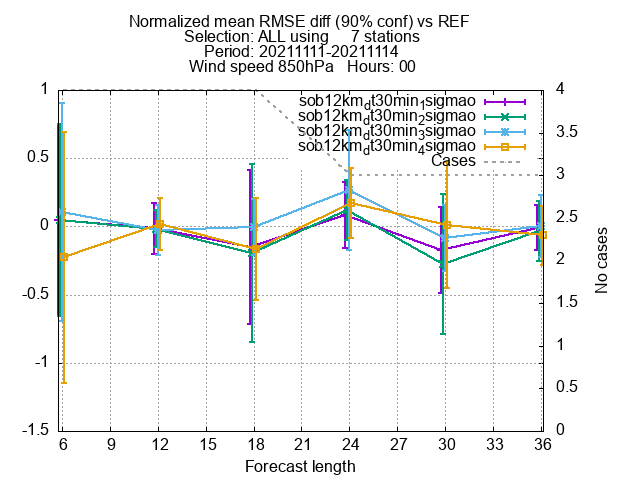 Normalized mean RMSE diff (90% conf) vs REF
Selection: ALL using 7 stations
Period: 20211111-20211114
Wind speed 850hPa Hours: 00
sob12km_dt30min_1sigmao
sob12km_dt30min_2sigmao
sob12km_dt30min_3sigmao
sob12km_dt30min_4sigmao
Cases
1
0.5
0
-0.5
-1
-1.5
4
3.5
3
2.5
2
1.5
1
0.5
0
No cases
6 9 12 15 18 21 24 27 30 33 36
Forecast length